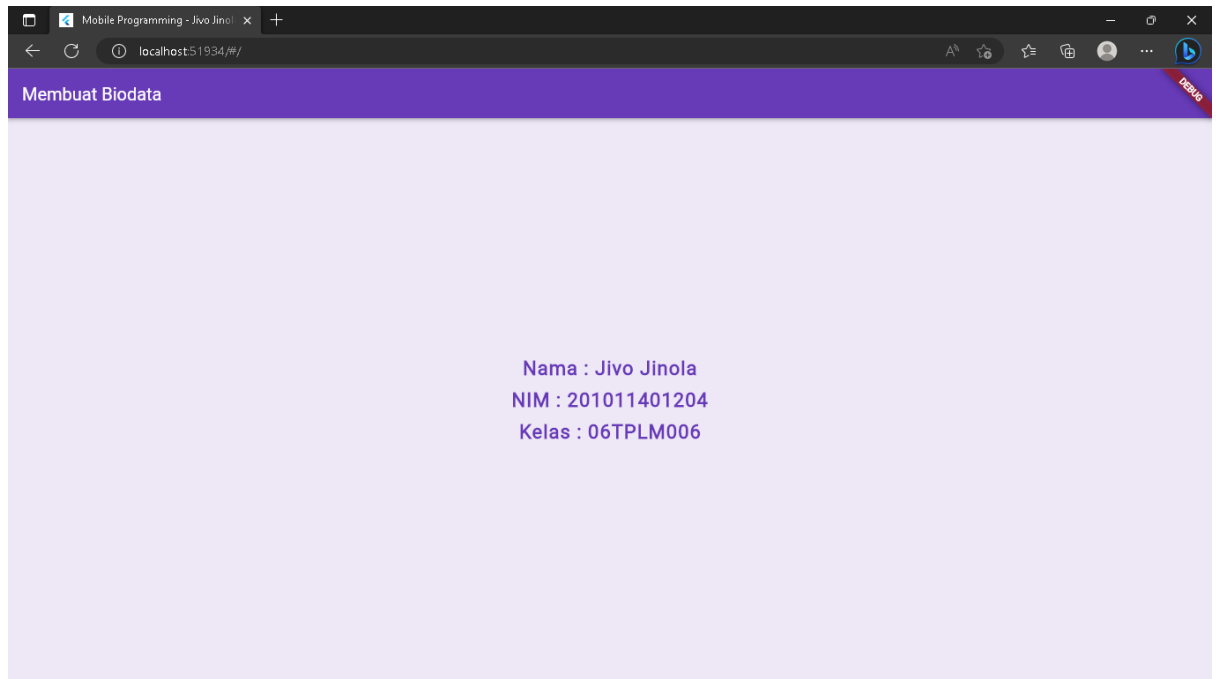 Mobile Programming - Jivo Jinol
localhost:51934/#/
Membuat Biodata
DEBUG
Nama : Jivo Jinola
NIM : 201011401204
Kelas : 06TPLM006